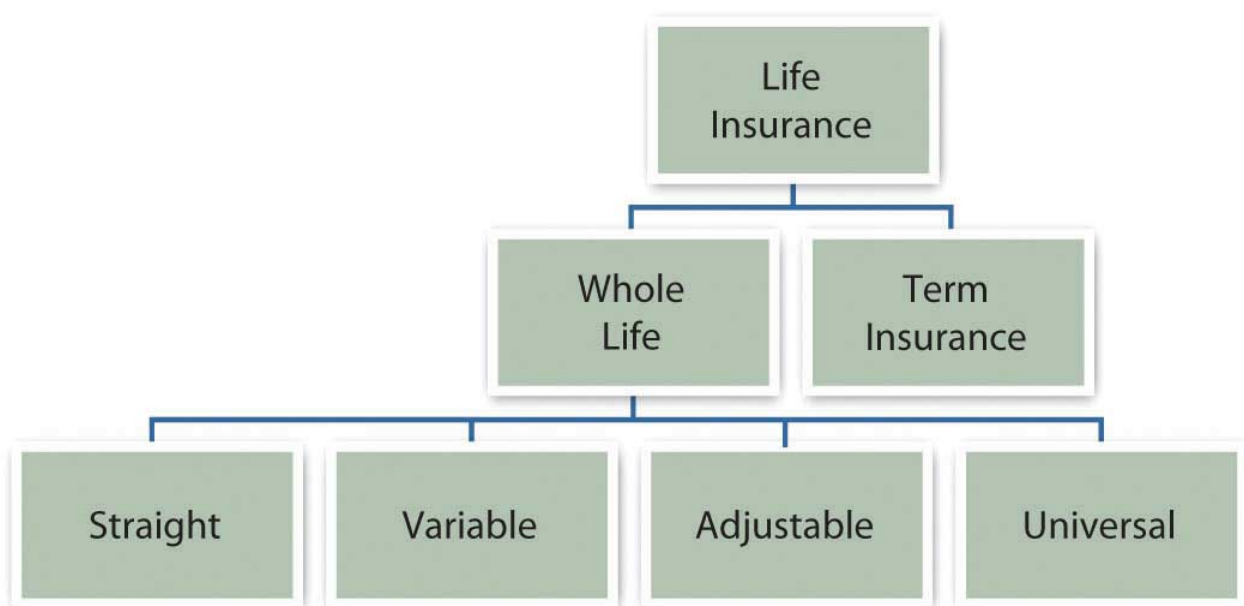 Life
Insurance
Whole
Life
Term
Insurance
Straight
Variable
Adjustable
Universal